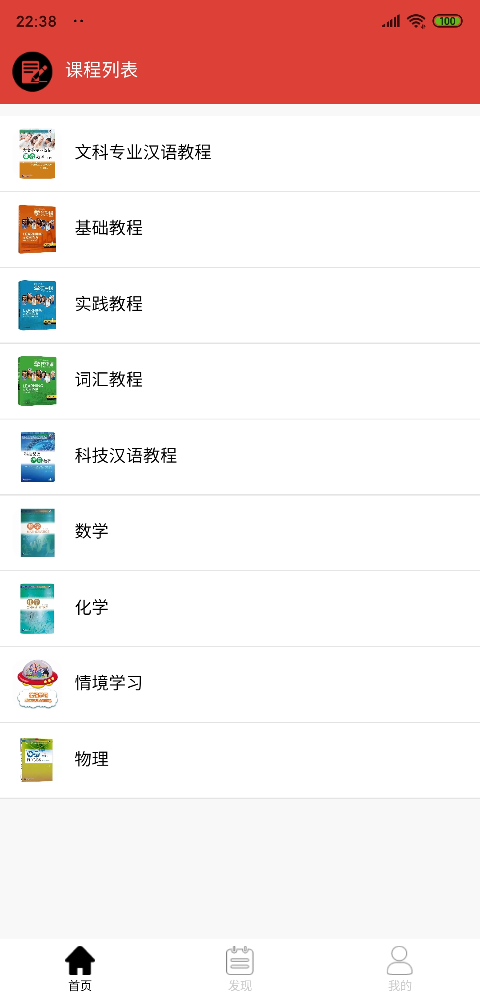 22:38
100
课程列表
大文科专业汉语
综合 教程 (上)
文科专业汉语教程
学在中国
LEARNING
IN CHINA
1
基础教程
学在中国
LEARNING
IN CHINA
1
实践教程
学在中国
LEARNING
IN CHINA
词汇教程
科技汉语
读写 教程
科技汉语教程
数学
MATHEMATICS
数学
化学
CHEMISTRY
化学
情境学习
Situated Learning
情境学习
物理
PHYSICS
物理
首页
发现
我的